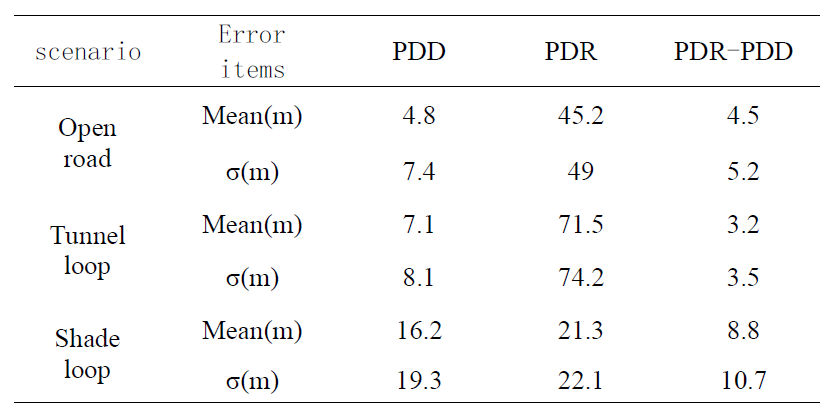 scenario Error items PDD PDR PDR-PDD
Open road Mean(m) 4.8 45.2 4.5
σ(m) 7.4 49 5.2
Tunnel loop Mean(m) 7.1 71.5 3.2
σ(m) 8.1 74.2 3.5
Shade loop Mean(m) 16.2 21.3 8.8
σ(m) 19.3 22.1 10.7